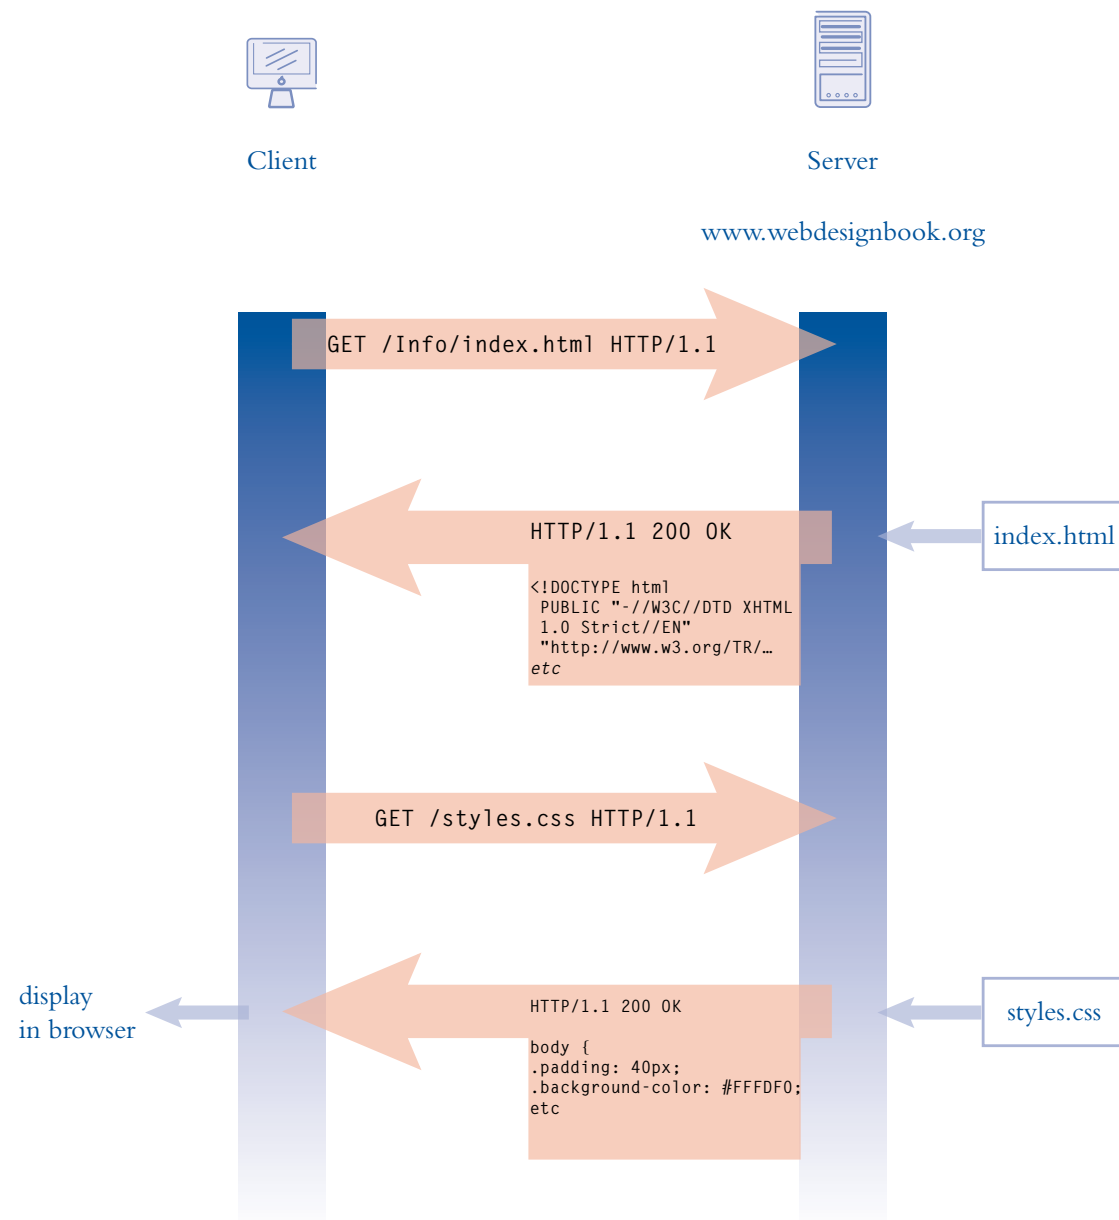 Client
Server
www.webdesignbook.org
GET /Info/index.html HTTP/1.1
HTTP/1.1 200 OK
index.html
<!DOCTYPE html
PUBLIC "-//W3C//DTD XHTML
1.0 Strict//EN"
"http://www.w3.org/TR/…
etc
GET /styles.css HTTP/1.1
display
in browser
HTTP/1.1 200 OK
styles.css
body {
.padding: 40px;
.background-color: #FFFDF0;
etc